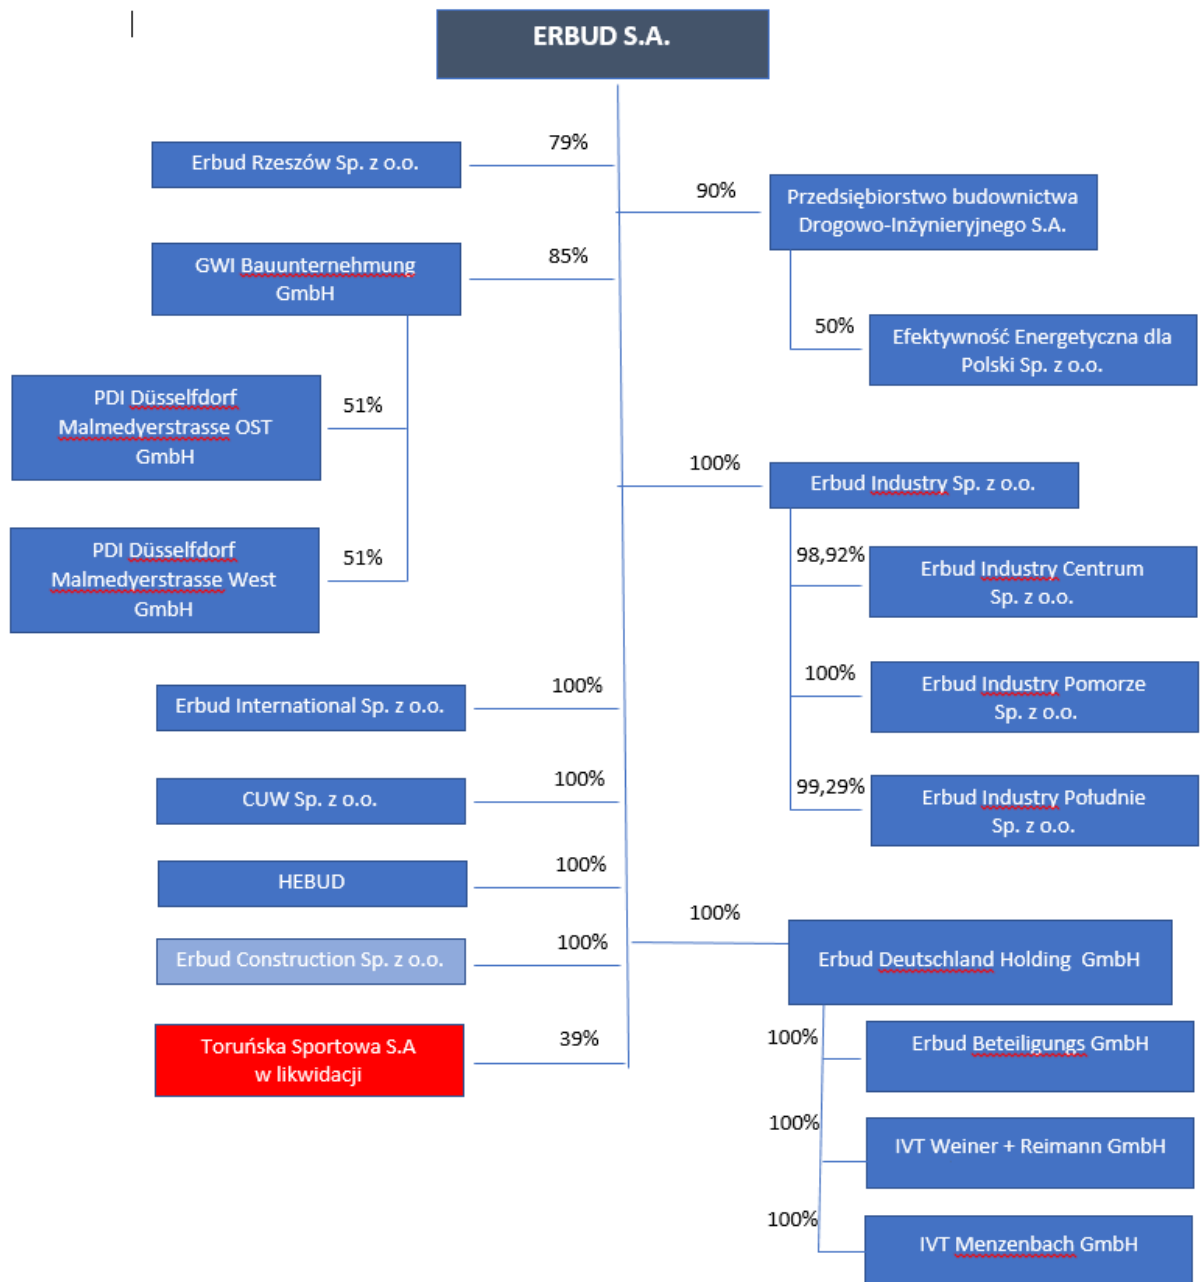 ERBUD S.A.
79%
Erbud Rzeszów Sp. z o.o.
90%
Przedsiębiorstwo budownictwa
Drogowo-Inżynieryjnego S.A.
GWI Bauunternehmung
GmbH
85%
50%
Efektywność Energetyczna dla
Polski Sp. z o.o.
PDI Düsseldorf
Malmedyerstrasse OST
GmbH
51%
100%
Erbud Industry Sp. z o.o.
PDI Düsseldorf
Malmedyerstrasse West
GmbH
51%
98,92%
Erbud Industry Centrum
Sp. z o.o.
100%
Erbud Industry Pomorze
Sp. z o.o.
Erbud International Sp. z o.o.
100%
99,29%
Erbud Industry Południe
Sp. z o.o.
CUW Sp. z o.o.
100%
HEBUD
100%
100%
Erbud Deutschland Holding GmbH
Erbud Construction Sp. z o.o.
100%
Toruńska Sportowa S.A
w likwidacji
39%
100%
Erbud Beteiligungs GmbH
100%
IVT Weiner + Reimann GmbH
100%
IVT Menzenbach GmbH